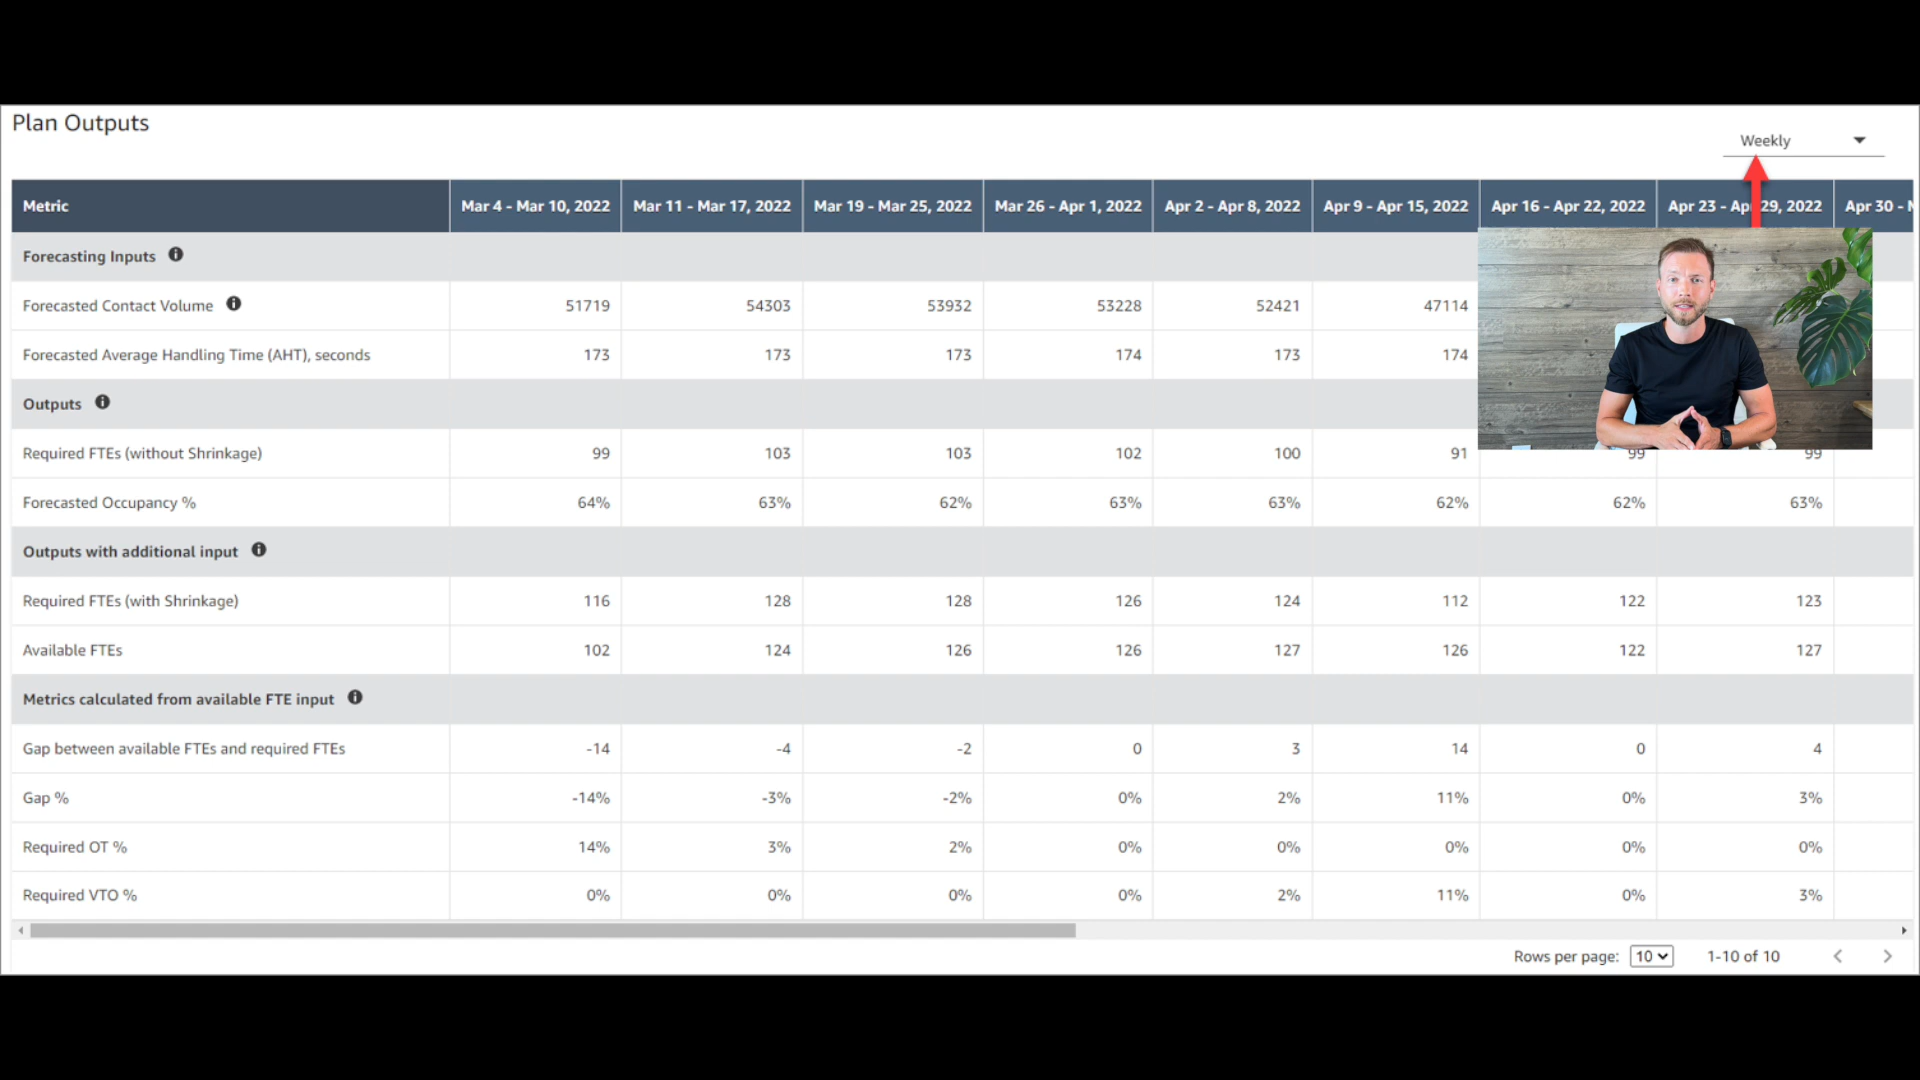 Plan Outputs
Weekly
Metric Mar 4 - Mar 10, 2022 Mar 11 - Mar 17, 2022 Mar 19 - Mar 25, 2022 Mar 26 - Apr 1, 2022 Apr 2 - Apr 8, 2022 Apr 9 - Apr 15, 2022 Apr 16 - Apr 22, 2022 Apr 23 - Apr 29, 2022 Apr 30 -
Forecasting Inputs
Forecasted Contact Volume 51719 54303 53932 53228 52421 47114
Forecasted Average Handling Time (AHT), seconds 173 173 173 174 173 174
Outputs
Required FTEs (without Shrinkage) 99 103 103 102 100 91 99 99
Forecasted Occupancy % 64% 63% 62% 63% 63% 62% 62% 63%
Outputs with additional input
Required FTEs (with Shrinkage) 116 128 128 126 124 112 122 123
Available FTEs 102 124 126 126 127 126 122 127
Metrics calculated from available FTE input
Gap between available FTEs and required FTEs -14 -4 -2 0 3 14 0 4
Gap % -14% -3% -2% 0% 2% 11% 0% 3%
Required OT % 14% 3% 2% 0% 0% 0% 0% 0%
Required VTO % 0% 0% 0% 0% 2% 11% 0% 3%
Rows per page: 10 1-10 of 10